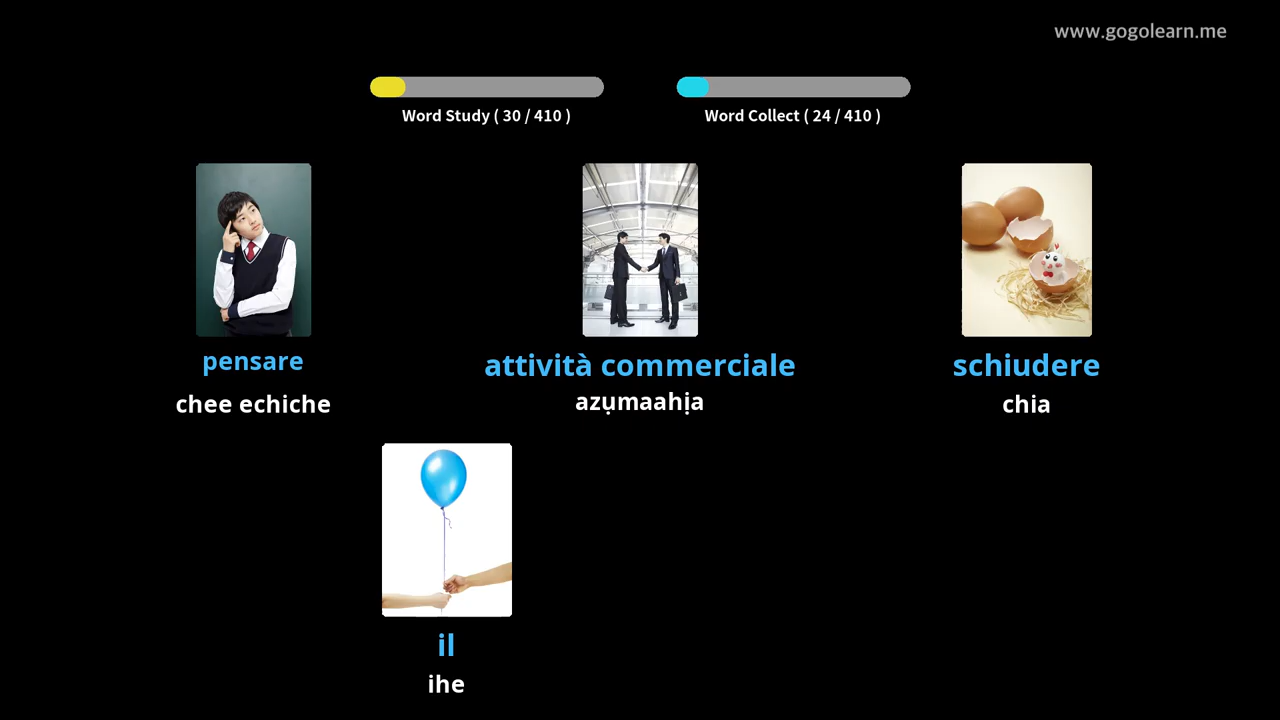 www.gogolearn.me
Word Study ( 30 / 410 )
Word Collect ( 24 / 410 )
pensare
attività commerciale
schiudere
chee echiche
azụmaahịa
chia
il
ihe